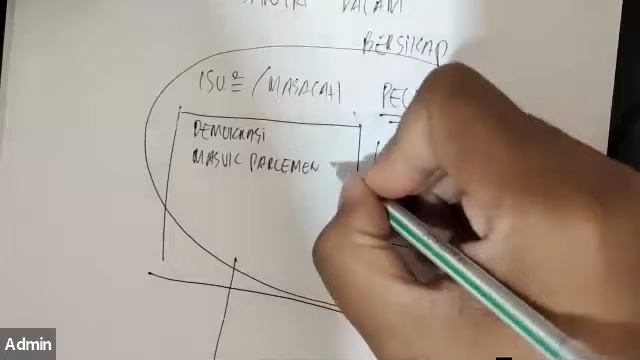 BERSIKAP
ISU² / MASALAH
DEMOKRASI
MASUK PARLEMEN
Admin